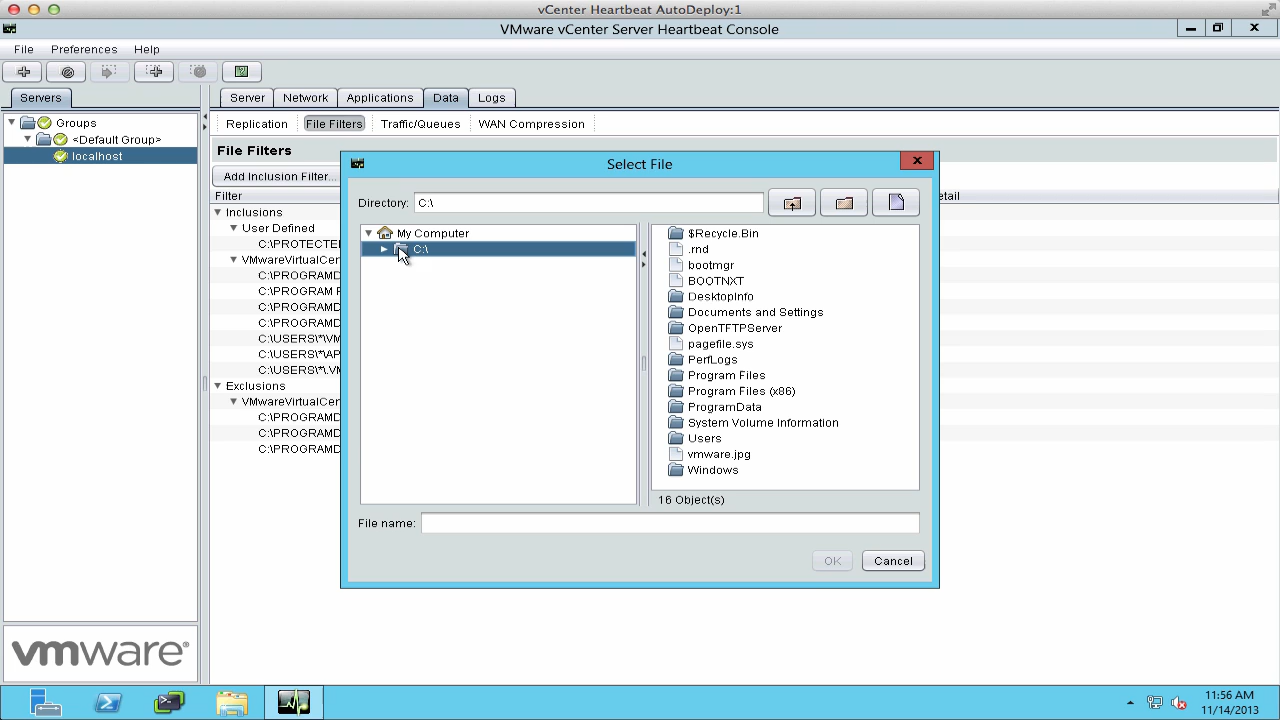 vCenter Heartbeat AutoDeploy:1
VMware vCenter Server Heartbeat Console
File Preferences Help
Servers
Server Network Applications Data Logs
Groups
<Default Group>
localhost
Replication File Filters Traffic/Queues WAN Compression
File Filters
Add Inclusion Filter...
Filter
etail
Inclusions
User Defined
C:\PROTECTE
VMwareVirtualCer
C:\PROGRAMD
C:\PROGRAM F
C:\PROGRAMD
C:\PROGRAMD
C:\USERS\*\VM
C:\USERS\*\AP
C:\USERS\*\.VM
Exclusions
VMwareVirtualCer
C:\PROGRAMD
C:\PROGRAMD
C:\PROGRAMD
Select File
Directory: C:\
My Computer
C:\
$Recycle.Bin
.rnd
bootmgr
BOOTNXT
DesktopInfo
Documents and Settings
OpenTFTPServer
pagefile.sys
PerfLogs
Program Files
Program Files (x86)
ProgramData
System Volume Information
Users
vmware.jpg
Windows
16 Object(s)
File name:
OK Cancel
vmware®
11:56 AM
11/14/2013